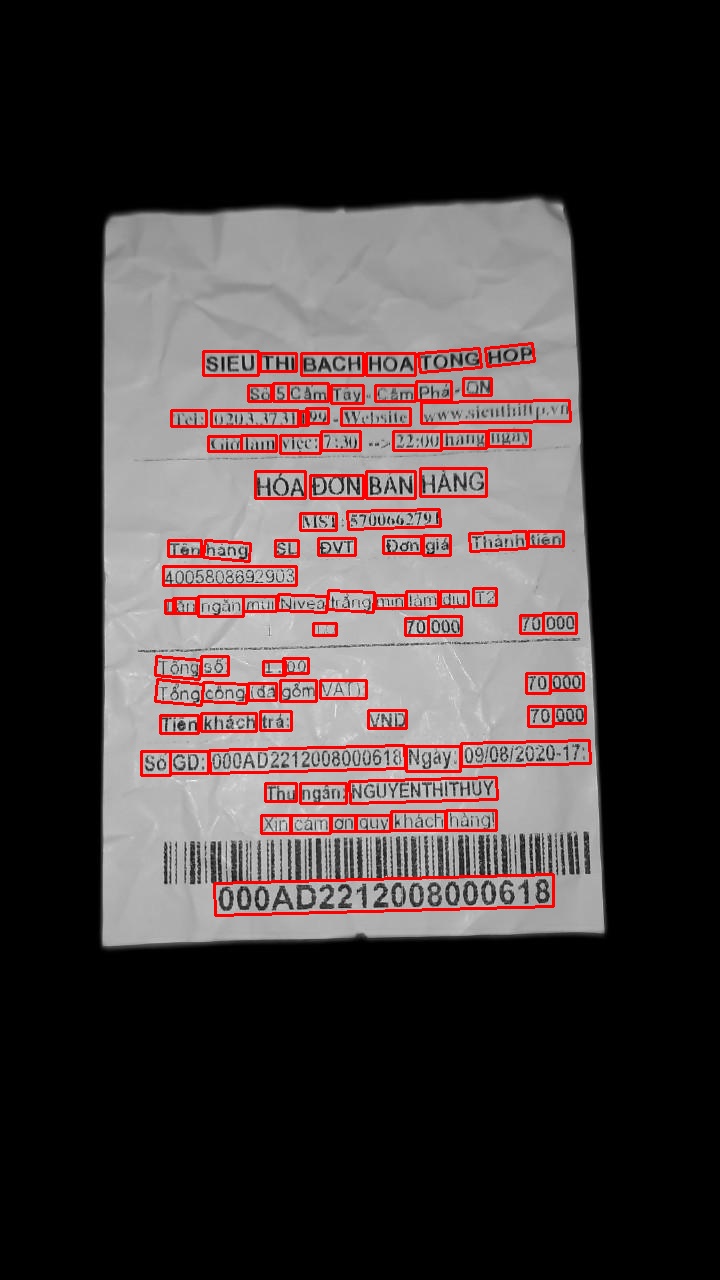 SIEU THI BACH HOA TONG HOP
Số 5 Cẩm Tây - Cẩm Phả - QN
Tel: 0203.3731199 - Website www.sieuthittp.vn
Giờ làm việc: 7:30 --> 22:00 hàng ngày
HÓA ĐƠN BÁN HÀNG
MST: 5700662791
Tên hàng SL ĐVT Đơn giá Thành tiền
4005808692903
Lăn ngăn mùi Nivea trắng mịn làm dịu T2
1 70,000 70,000
Tổng số: 1.00
Tổng cộng (đã gồm VAT): 70,000
Tiền khách trả: VND 70,000
Số GD: 000AD2212008000618 Ngày: 09/08/2020-17:
Thu ngân: NGUYENTHITHUY
Xin cảm ơn quý khách hàng!
000AD2212008000618